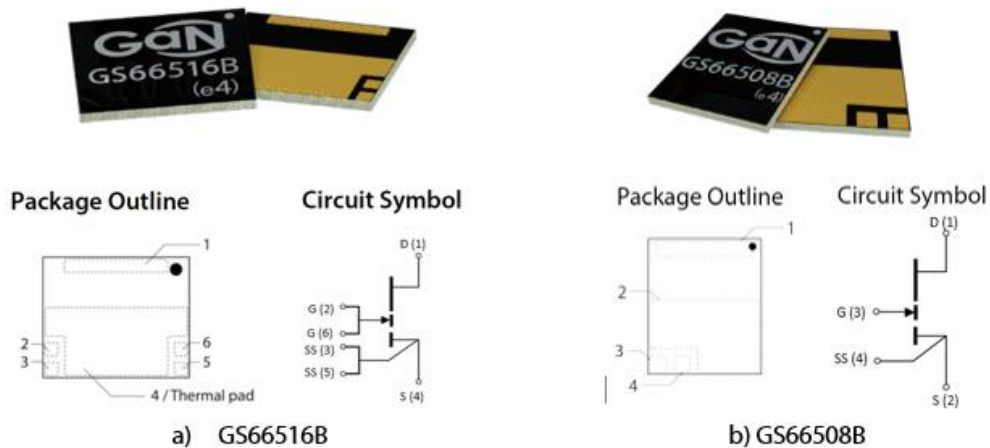 GaN
GS66516B
(e4)
GaN
GS66508B
(e4)
Package Outline
Circuit Symbol
1
2
3
6
5
4 / Thermal pad
D (1)
G (2)
G (6)
SS (3)
SS (5)
S (4)
a) GS66516B
Package Outline
Circuit Symbol
1
2
3
4
D (1)
G (3)
SS (4)
S (2)
b) GS66508B